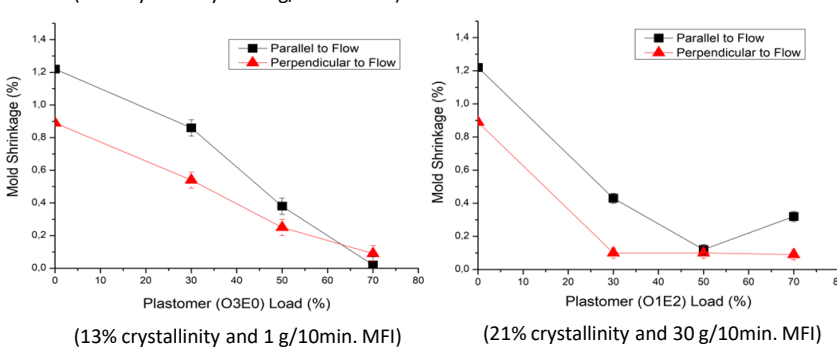 Parallel to Flow
Perpendicular to Flow
1,4
1,2
1,0
0,8
0,6
0,4
0,2
0,0
Mold Shrinkage (%)
0 10 20 30 40 50 60 70 80
Plastomer (O3E0) Load (%)
(13% crystallinity and 1 g/10min. MFI)
Parallel to Flow
Perpendicular to Flow
1,4
1,2
1,0
0,8
0,6
0,4
0,2
0,0
Mold Shrinkage (%)
0 10 20 30 40 50 60 70
Plastomer (O1E2) Load (%)
(21% crystallinity and 30 g/10min. MFI)